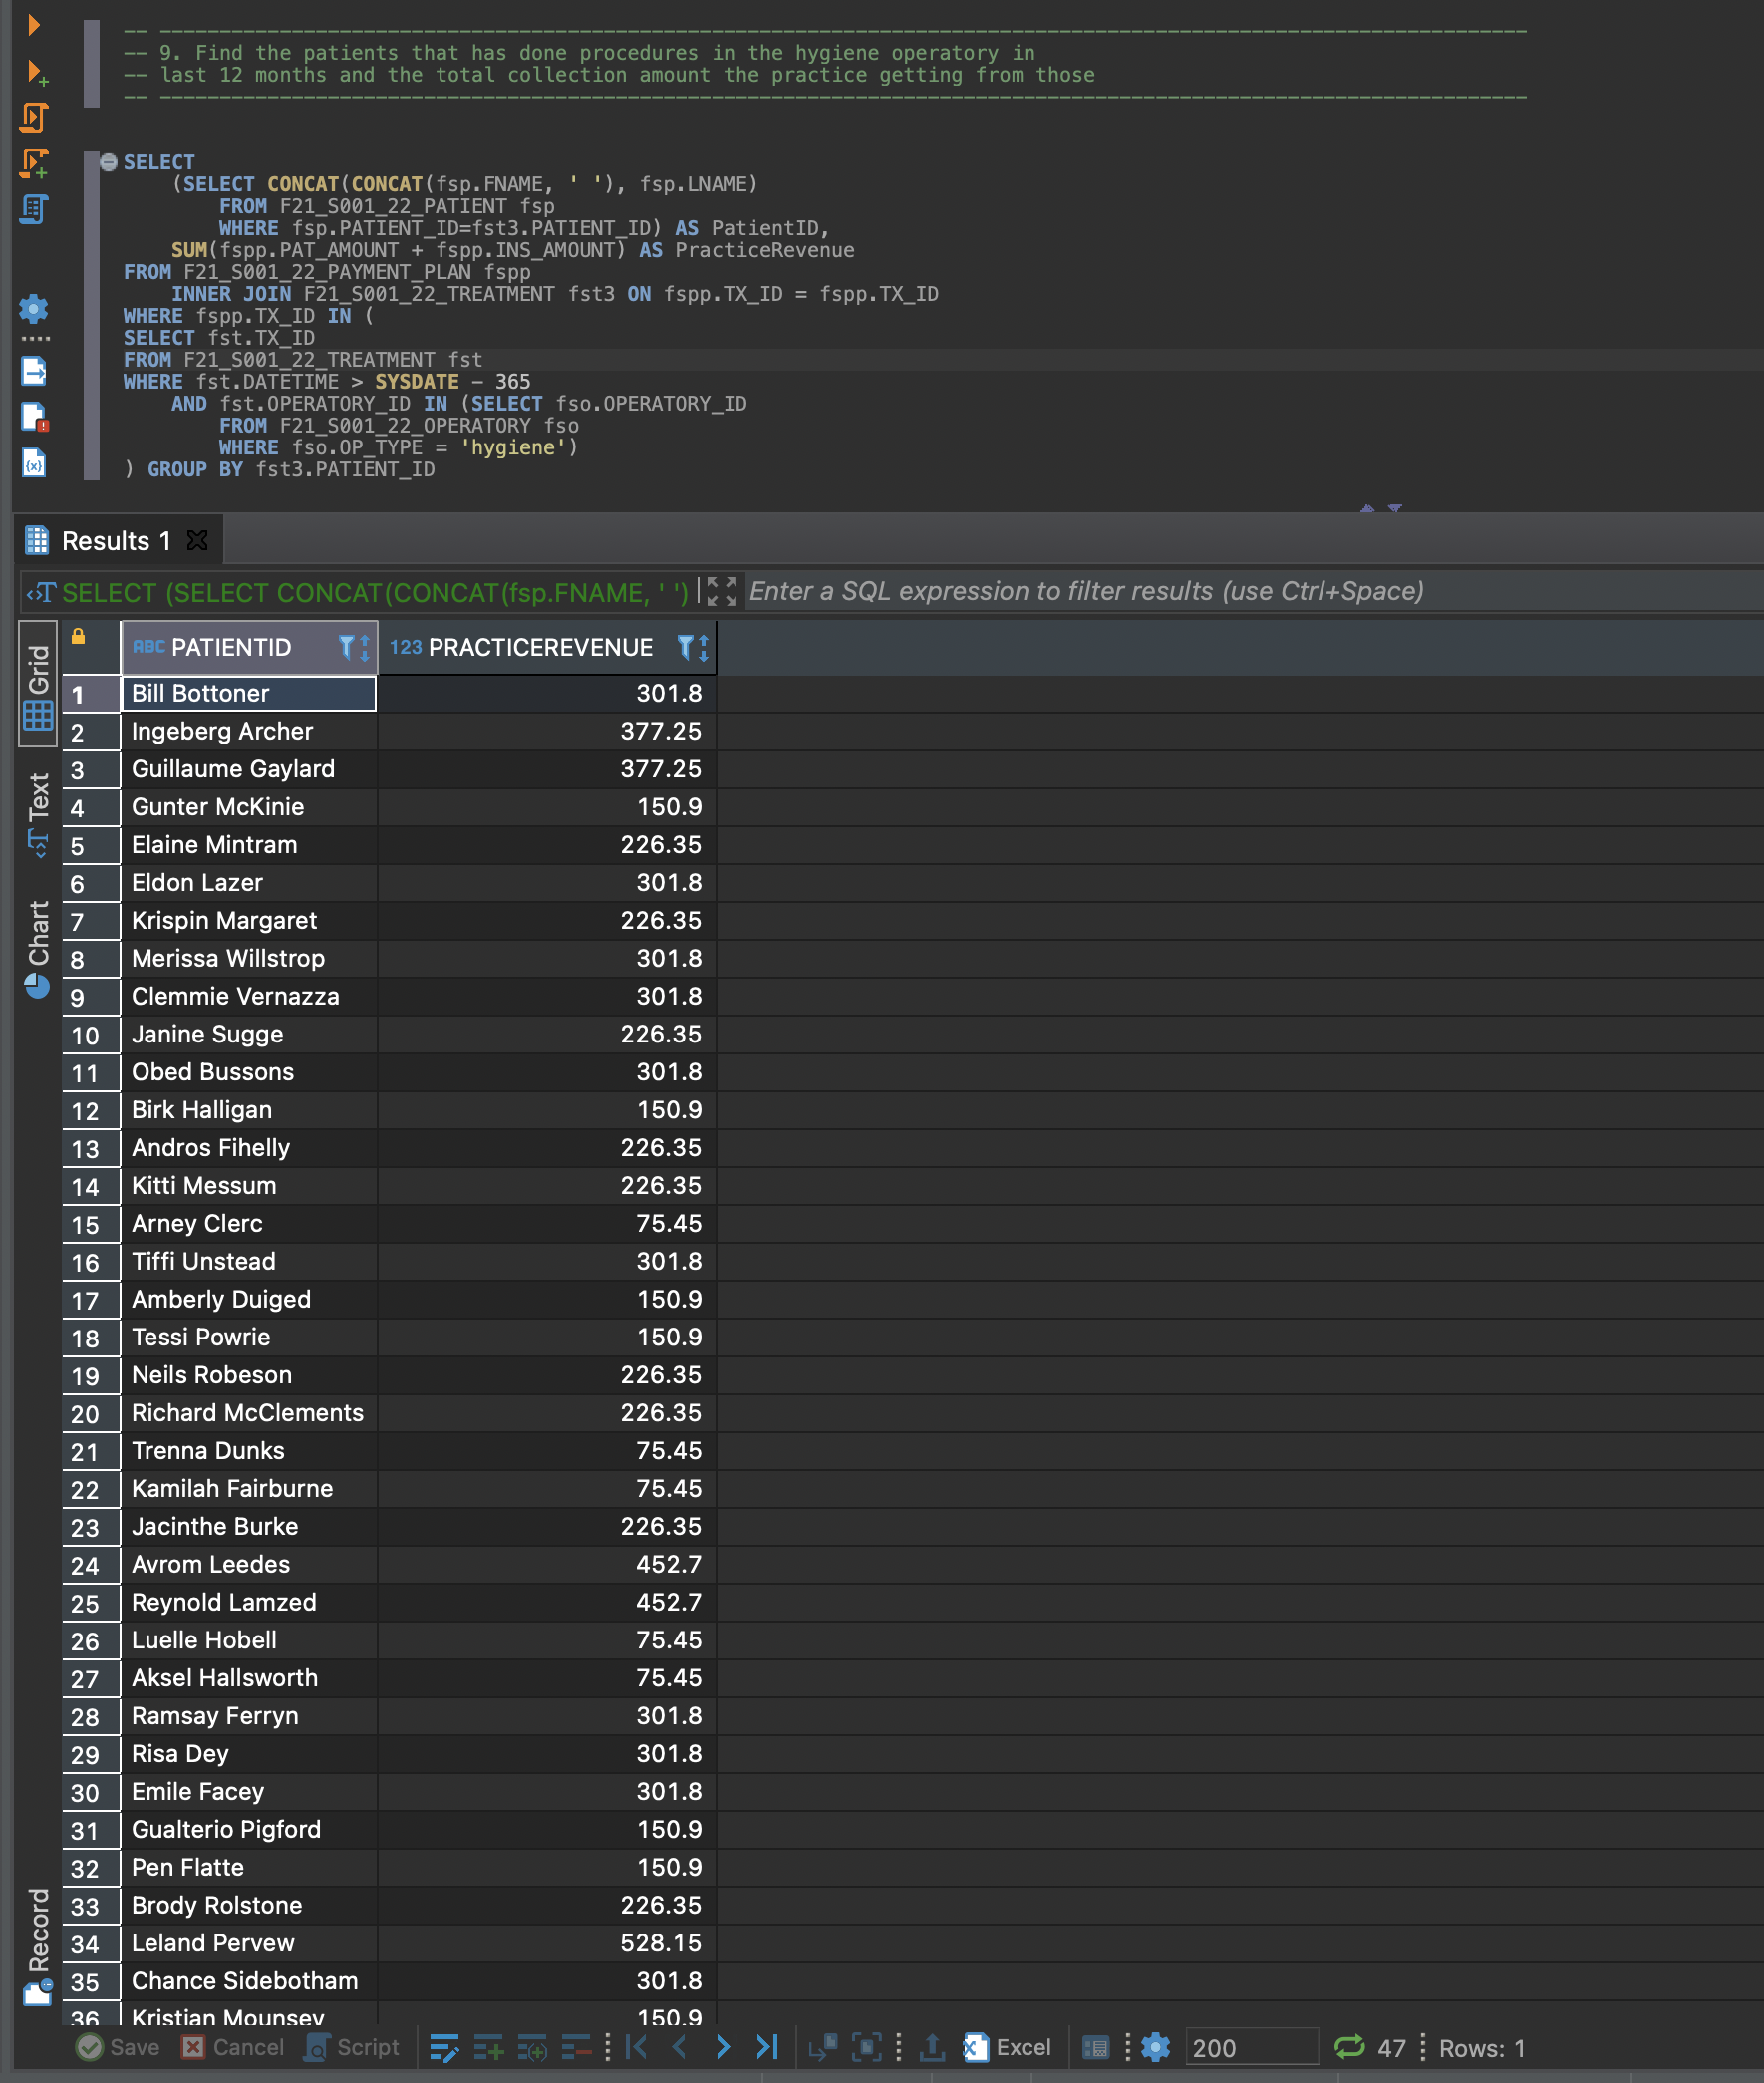 -- ------------------------------------------------------------------------------------------------------------------
-- 9. Find the patients that has done procedures in the hygiene operatory in
-- last 12 months and the total collection amount the practice getting from those
-- ------------------------------------------------------------------------------------------------------------------
SELECT
(SELECT CONCAT(CONCAT(fsp.FNAME, ' '), fsp.LNAME)
FROM F21_S001_22_PATIENT fsp
WHERE fsp.PATIENT_ID=fst3.PATIENT_ID) AS PatientID,
SUM(fspp.PAT_AMOUNT + fspp.INS_AMOUNT) AS PracticeRevenue
FROM F21_S001_22_PAYMENT_PLAN fspp
INNER JOIN F21_S001_22_TREATMENT fst3 ON fspp.TX_ID = fspp.TX_ID
WHERE fspp.TX_ID IN (
SELECT fst.TX_ID
FROM F21_S001_22_TREATMENT fst
WHERE fst.DATETIME > SYSDATE - 365
AND fst.OPERATORY_ID IN (SELECT fso.OPERATORY_ID
FROM F21_S001_22_OPERATORY fso
WHERE fso.OP_TYPE = 'hygiene')
) GROUP BY fst3.PATIENT_ID
Results 1
SELECT (SELECT CONCAT(CONCAT(fsp.FNAME, ' ') Enter a SQL expression to filter results (use Ctrl+Space)
Grid
Text
Chart
Record
ABC PATIENTID 123 PRACTICEREVENUE
1 Bill Bottoner 301.8
2 Ingeberg Archer 377.25
3 Guillaume Gaylard 377.25
4 Gunter McKinie 150.9
5 Elaine Mintram 226.35
6 Eldon Lazer 301.8
7 Krispin Margaret 226.35
8 Merissa Willstrop 301.8
9 Clemmie Vernazza 301.8
10 Janine Sugge 226.35
11 Obed Bussons 301.8
12 Birk Halligan 150.9
13 Andros Fihelly 226.35
14 Kitti Messum 226.35
15 Arney Clerc 75.45
16 Tiffi Unstead 301.8
17 Amberly Duiged 150.9
18 Tessi Powrie 150.9
19 Neils Robeson 226.35
20 Richard McClements 226.35
21 Trenna Dunks 75.45
22 Kamilah Fairburne 75.45
23 Jacinthe Burke 226.35
24 Avrom Leedes 452.7
25 Reynold Lamzed 452.7
26 Luelle Hobell 75.45
27 Aksel Hallsworth 75.45
28 Ramsay Ferryn 301.8
29 Risa Dey 301.8
30 Emile Facey 301.8
31 Gualterio Pigford 150.9
32 Pen Flatte 150.9
33 Brody Rolstone 226.35
34 Leland Pervew 528.15
35 Chance Sidebotham 301.8
36 Kristian Mounsey 150.9
Save Cancel Script Excel 200 47 Rows: 1